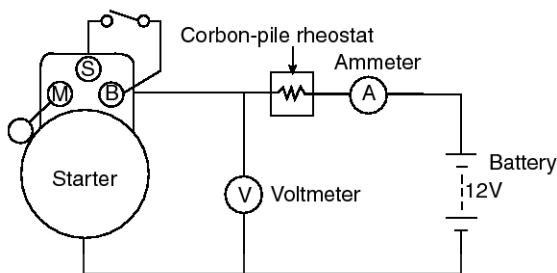 Corbon-pile rheostat
Ammeter
S
M
B
A
Starter
V
Voltmeter
Battery
12V